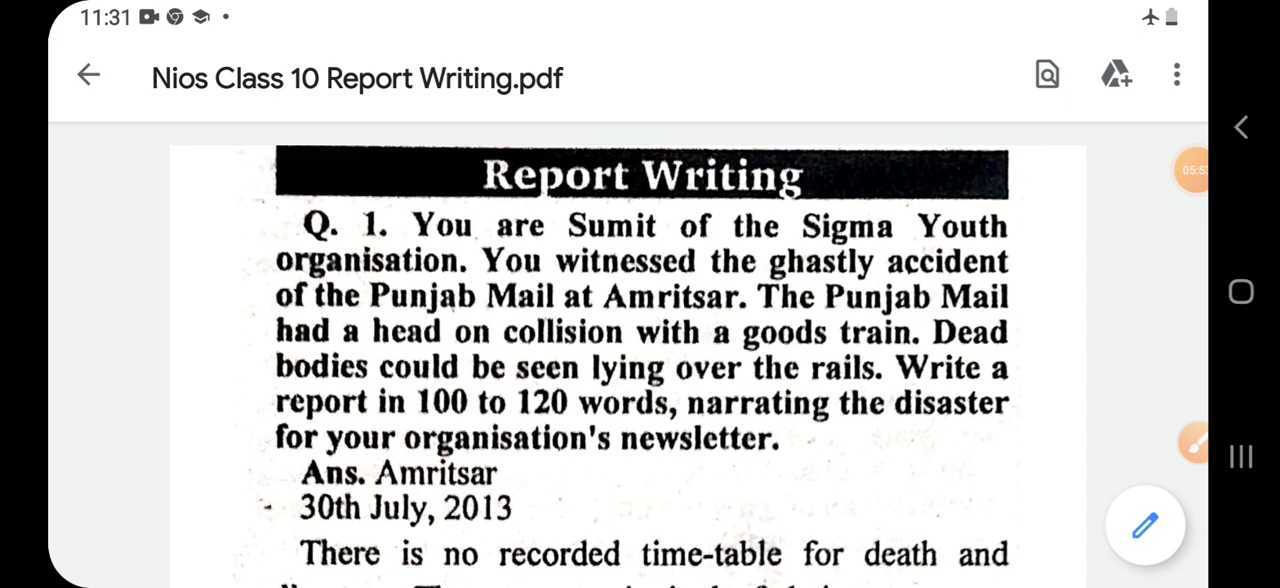 11:31
Nios Class 10 Report Writing.pdf
05:53
Report Writing
Q. 1. You are Sumit of the Sigma Youth
organisation. You witnessed the ghastly accident
of the Punjab Mail at Amritsar. The Punjab Mail
had a head on collision with a goods train. Dead
bodies could be seen lying over the rails. Write a
report in 100 to 120 words, narrating the disaster
for your organisation's newsletter.
Ans. Amritsar
- 30th July, 2013
There is no recorded time-table for death and